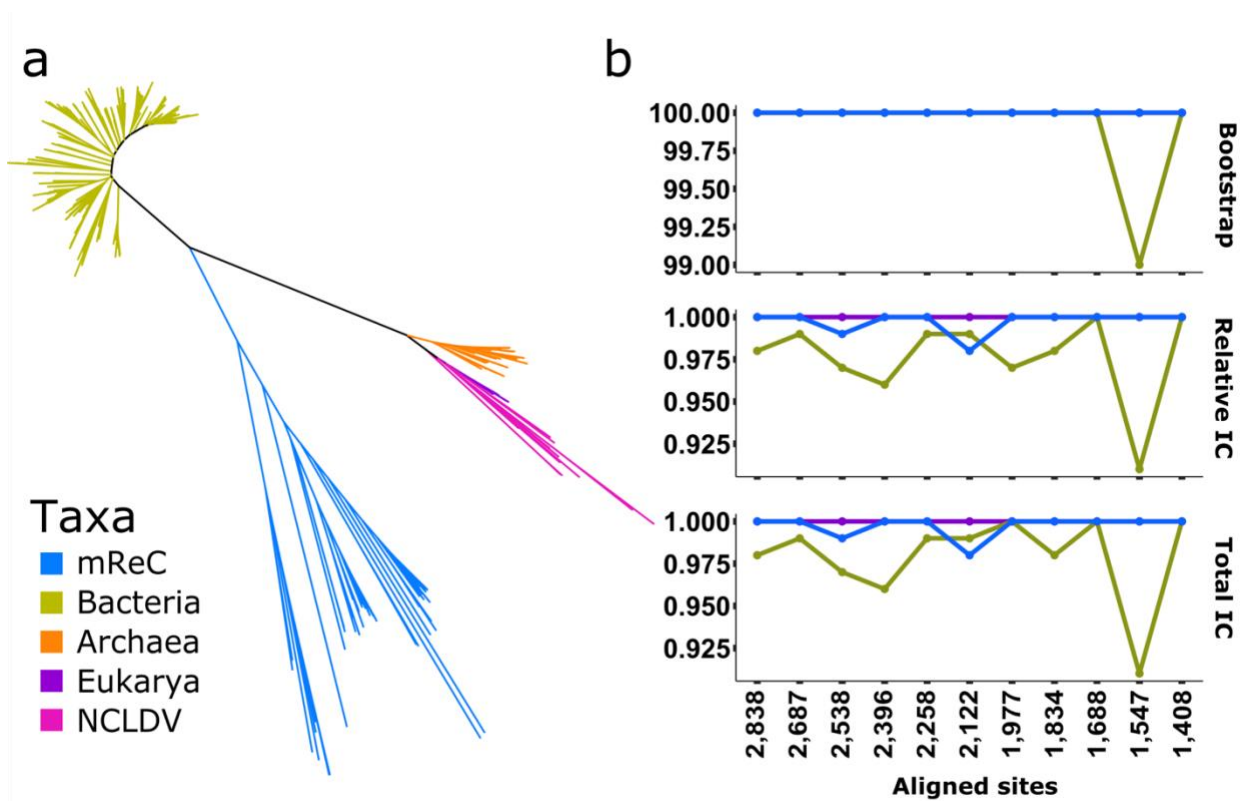 a
b
Taxa
mReC
Bacteria
Archaea
Eukarya
NCLDV
100.00
99.75
99.50
99.25
99.00
Bootstrap
1.000
0.975
0.950
0.925
Relative IC
1.000
0.975
0.950
0.925
Total IC
2,838
2,687
2,538
2,396
2,258
2,122
1,977
1,834
1,688
1,547
1,408
Aligned sites